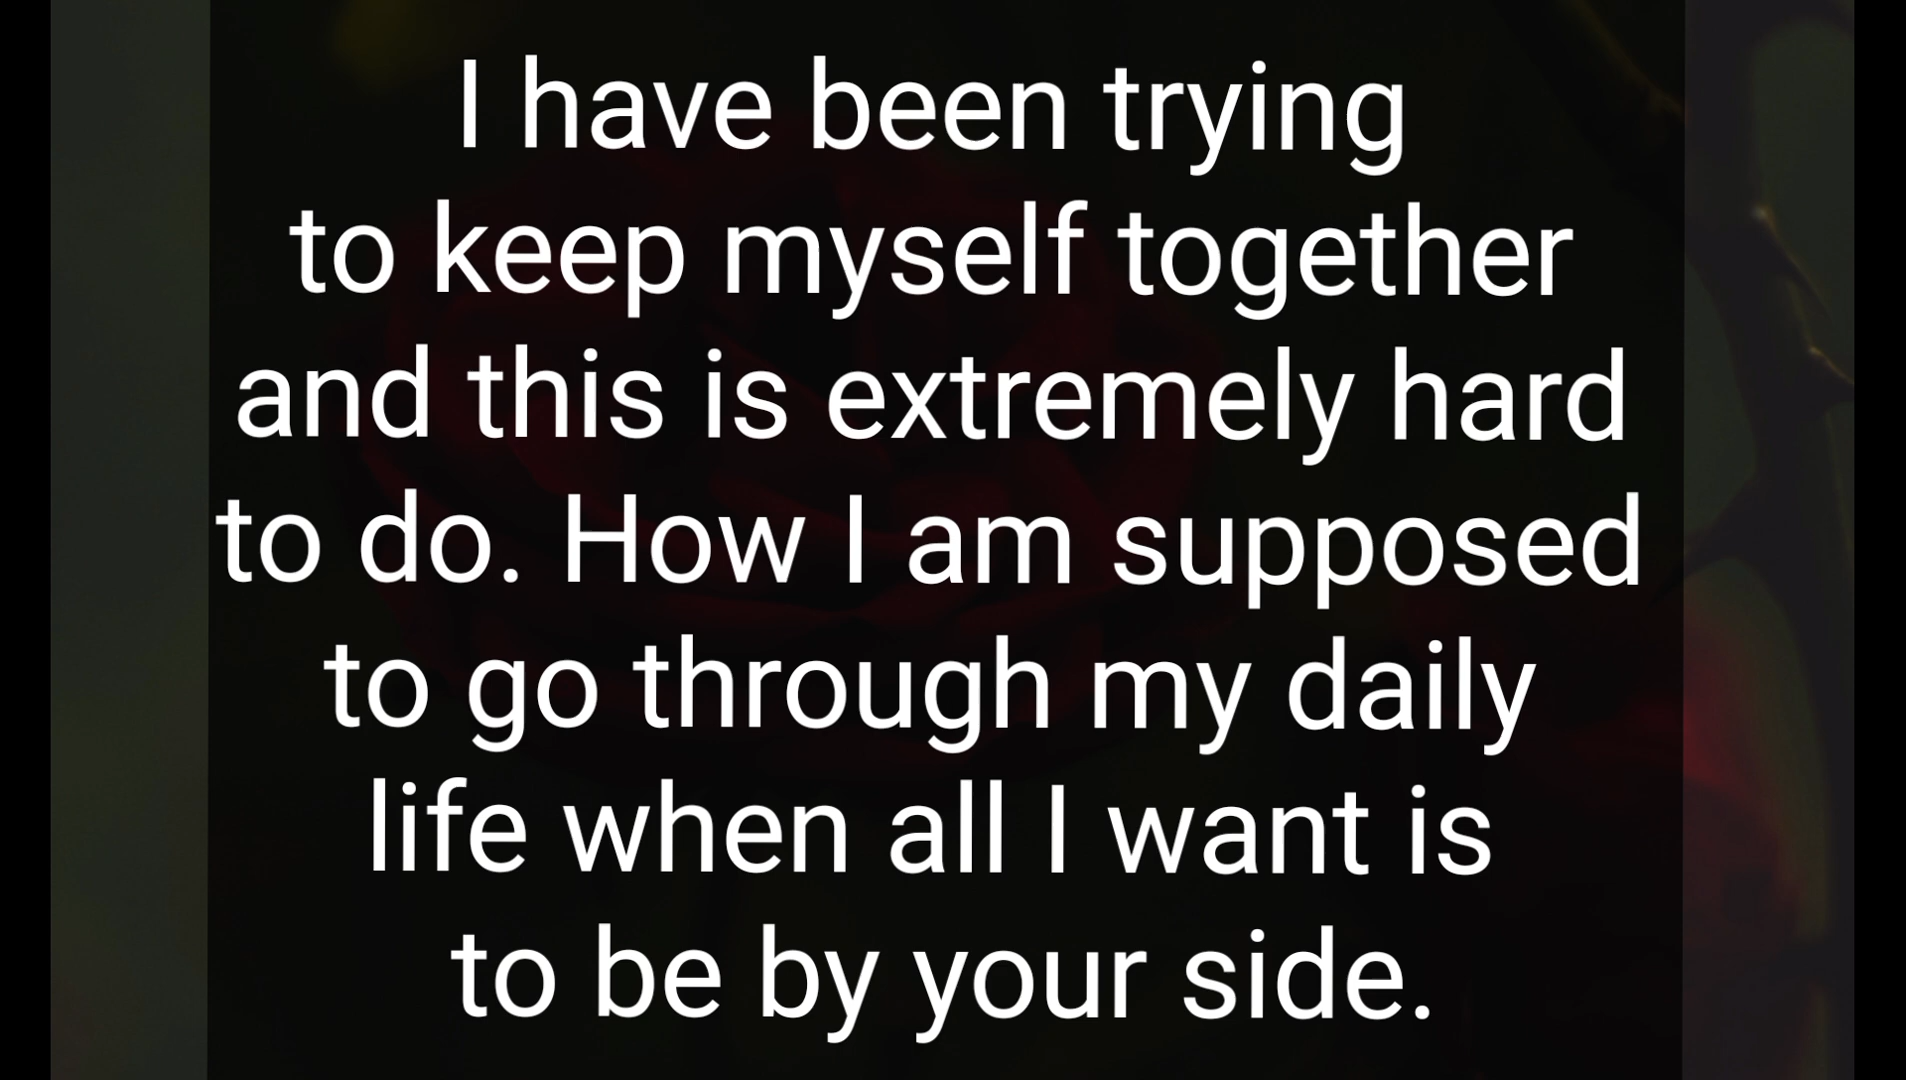 I have been trying
to keep myself together
and this is extremely hard
to do. How I am supposed
to go through my daily
life when all I want is
to be by your side.